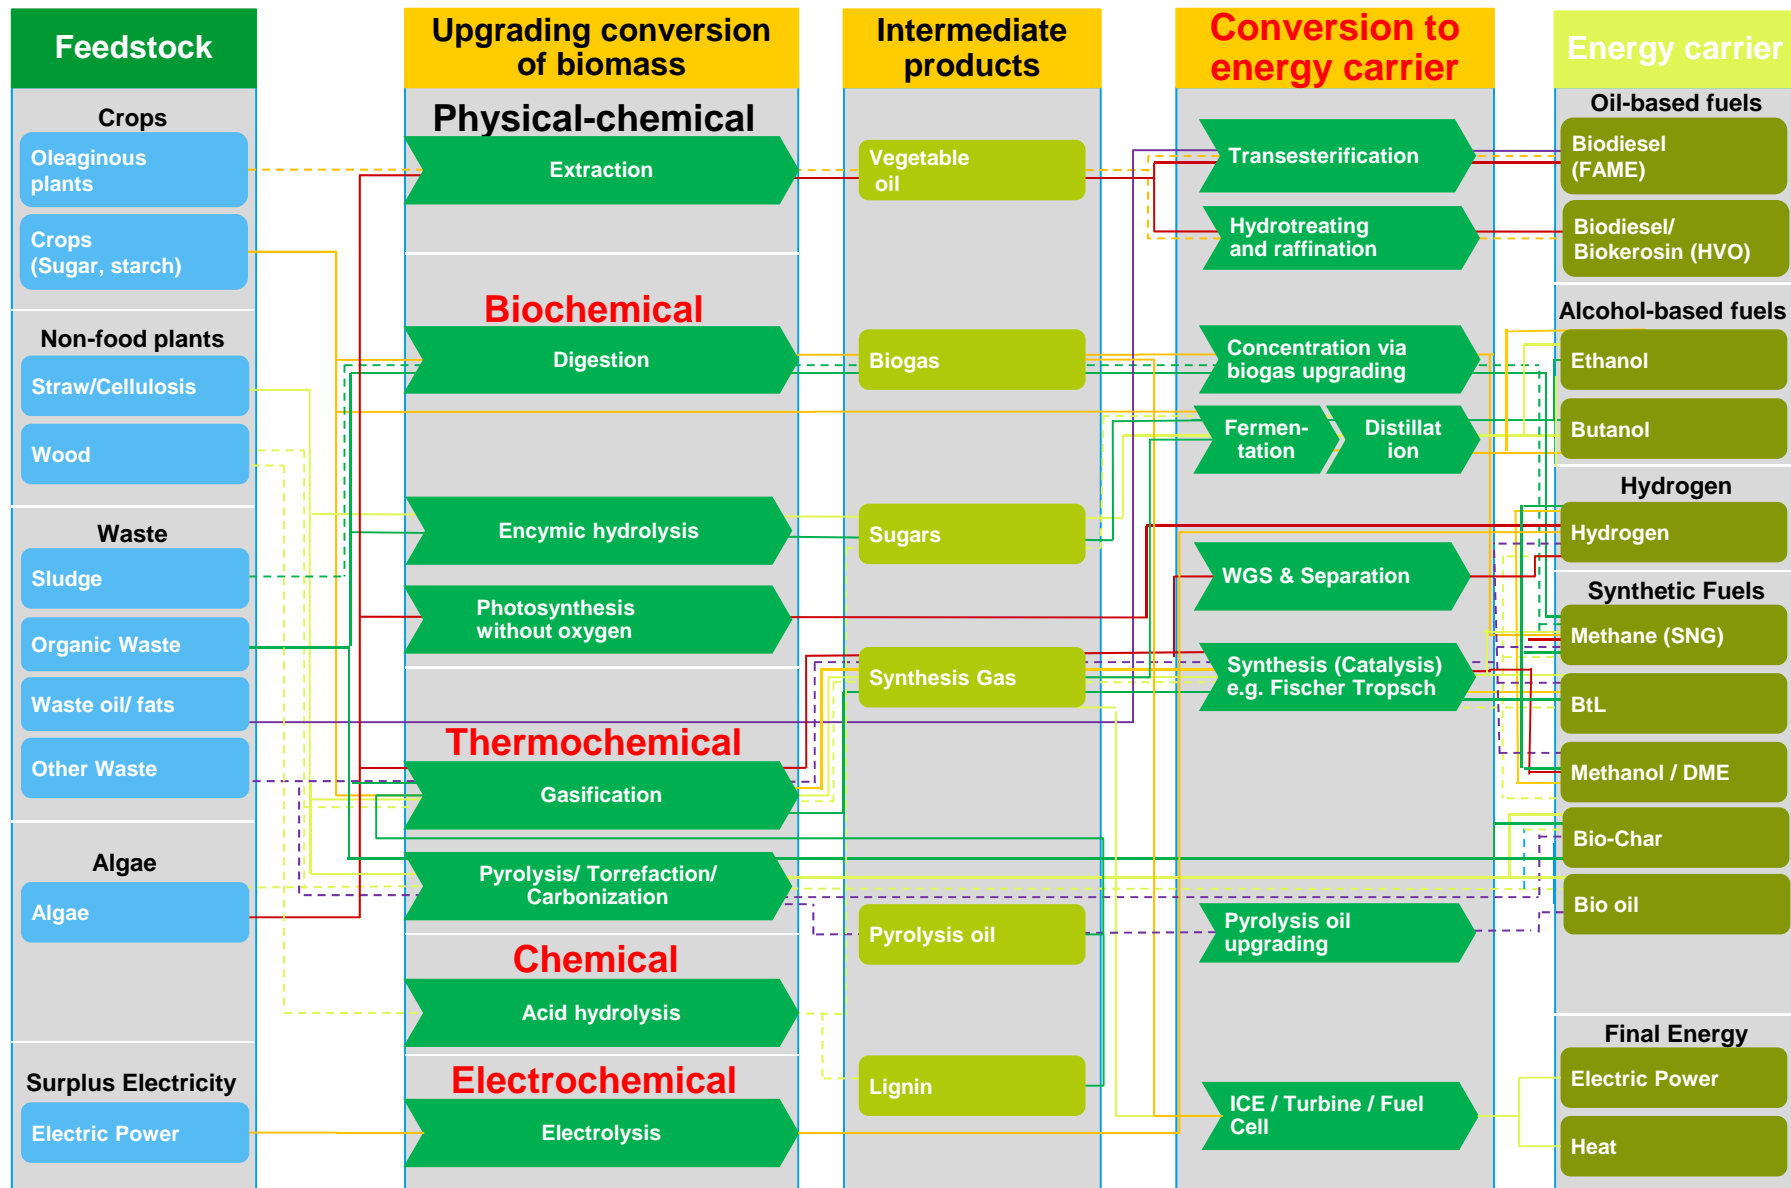 Feedstock
Crops
Oleaginous
plants
Crops
(Sugar, starch)
Non-food plants
Straw/Cellulosis
Wood
Waste
Sludge
Organic Waste
Waste oil/ fats
Other Waste
Algae
Algae
Surplus Electricity
Electric Power
Upgrading conversion
of biomass
Physical-chemical
Extraction
Biochemical
Digestion
Encymic hydrolysis
Photosynthesis
without oxygen
Thermochemical
Gasification
Pyrolysis/ Torrefaction/
Carbonization
Chemical
Acid hydrolysis
Electrochemical
Electrolysis
Intermediate
products
Vegetable
oil
Biogas
Sugars
Synthesis Gas
Pyrolysis oil
Lignin
Conversion to
energy carrier
Transesterification
Hydrotreating
and raffination
Concentration via
biogas upgrading
Fermen-
tation
Distillat
ion
WGS & Separation
Synthesis (Catalysis)
e.g. Fischer Tropsch
Pyrolysis oil
upgrading
ICE / Turbine / Fuel
Cell
Energy carrier
Oil-based fuels
Biodiesel
(FAME)
Biodiesel/
Biokerosin (HVO)
Alcohol-based fuels
Ethanol
Butanol
Hydrogen
Hydrogen
Synthetic Fuels
Methane (SNG)
BtL
Methanol / DME
Bio-Char
Bio oil
Final Energy
Electric Power
Heat